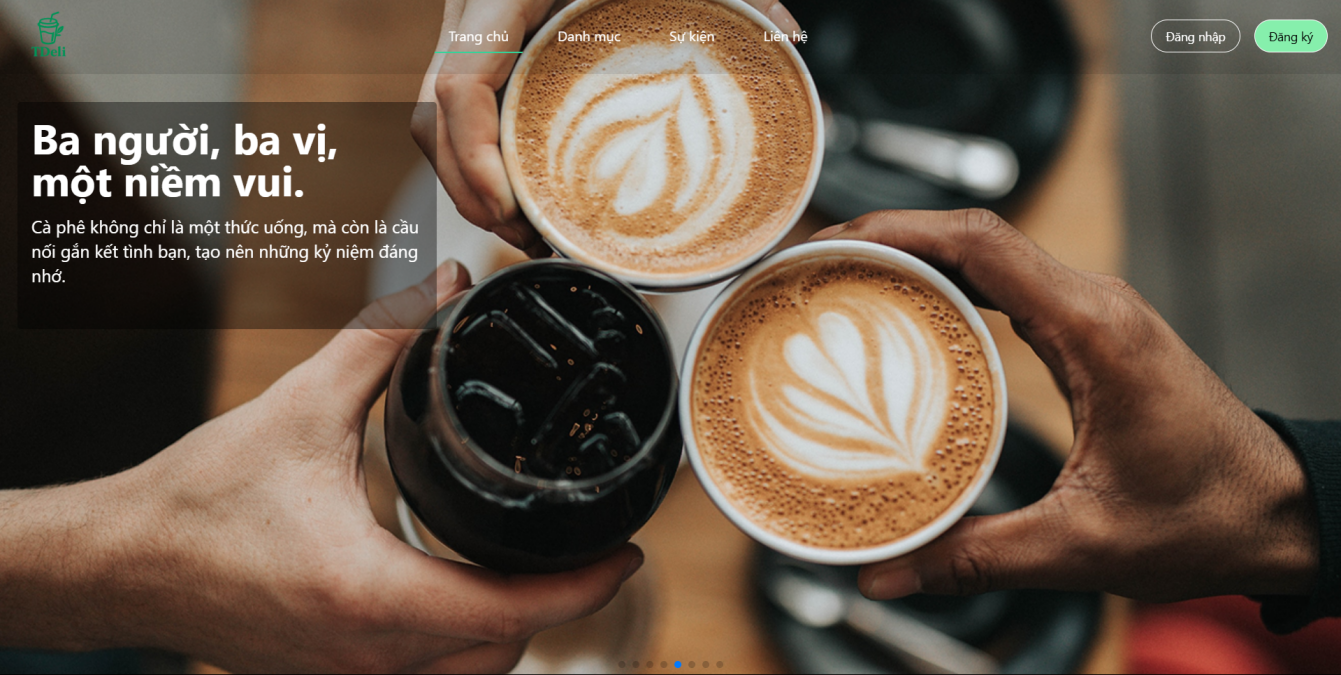 TDeli
Trang chủ
Danh mục
Sự kiện
Liên hệ
Đăng nhập
Đăng ký
Ba người, ba vị,
một niềm vui.
Cà phê không chỉ là một thức uống, mà còn là cầu
nối gắn kết tình bạn, tạo nên những kỷ niệm đáng
nhớ.